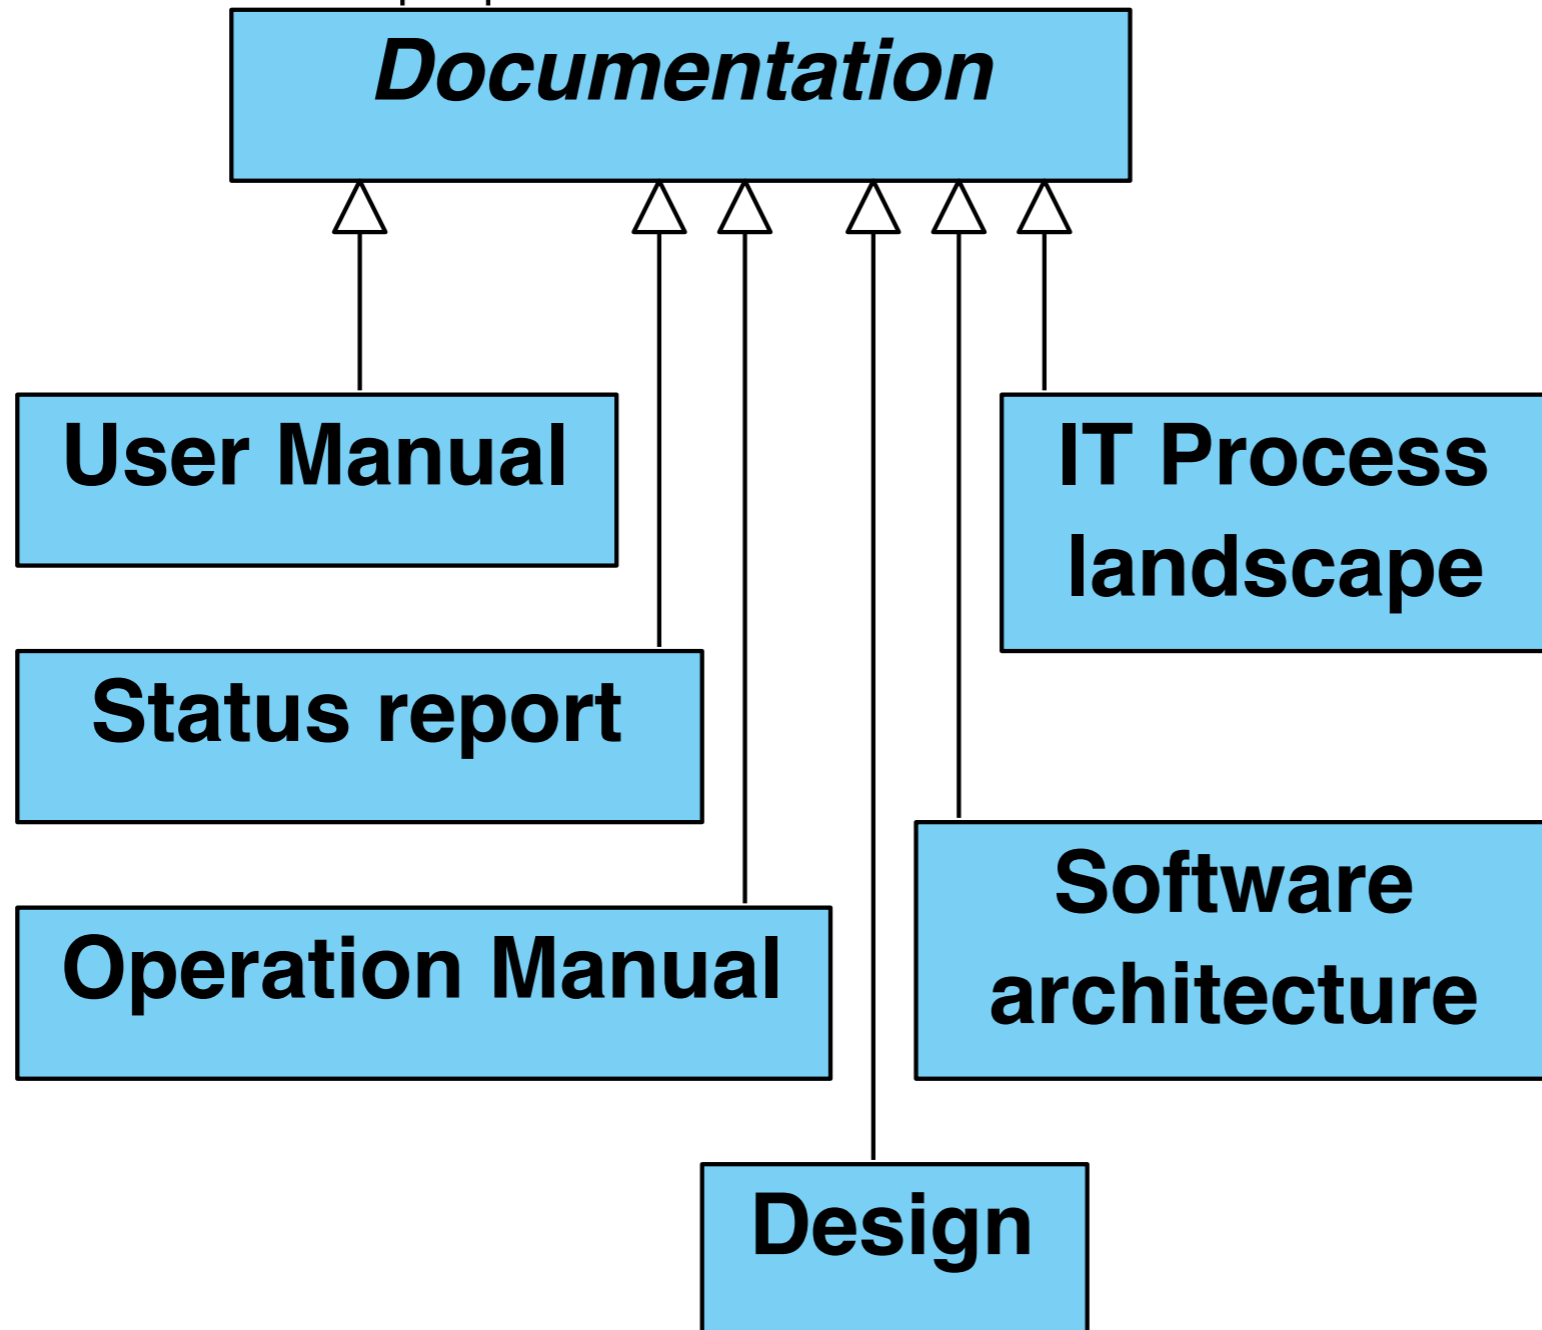 Documentation
User Manual
IT Process
landscape
Status report
Software
architecture
Operation Manual
Design